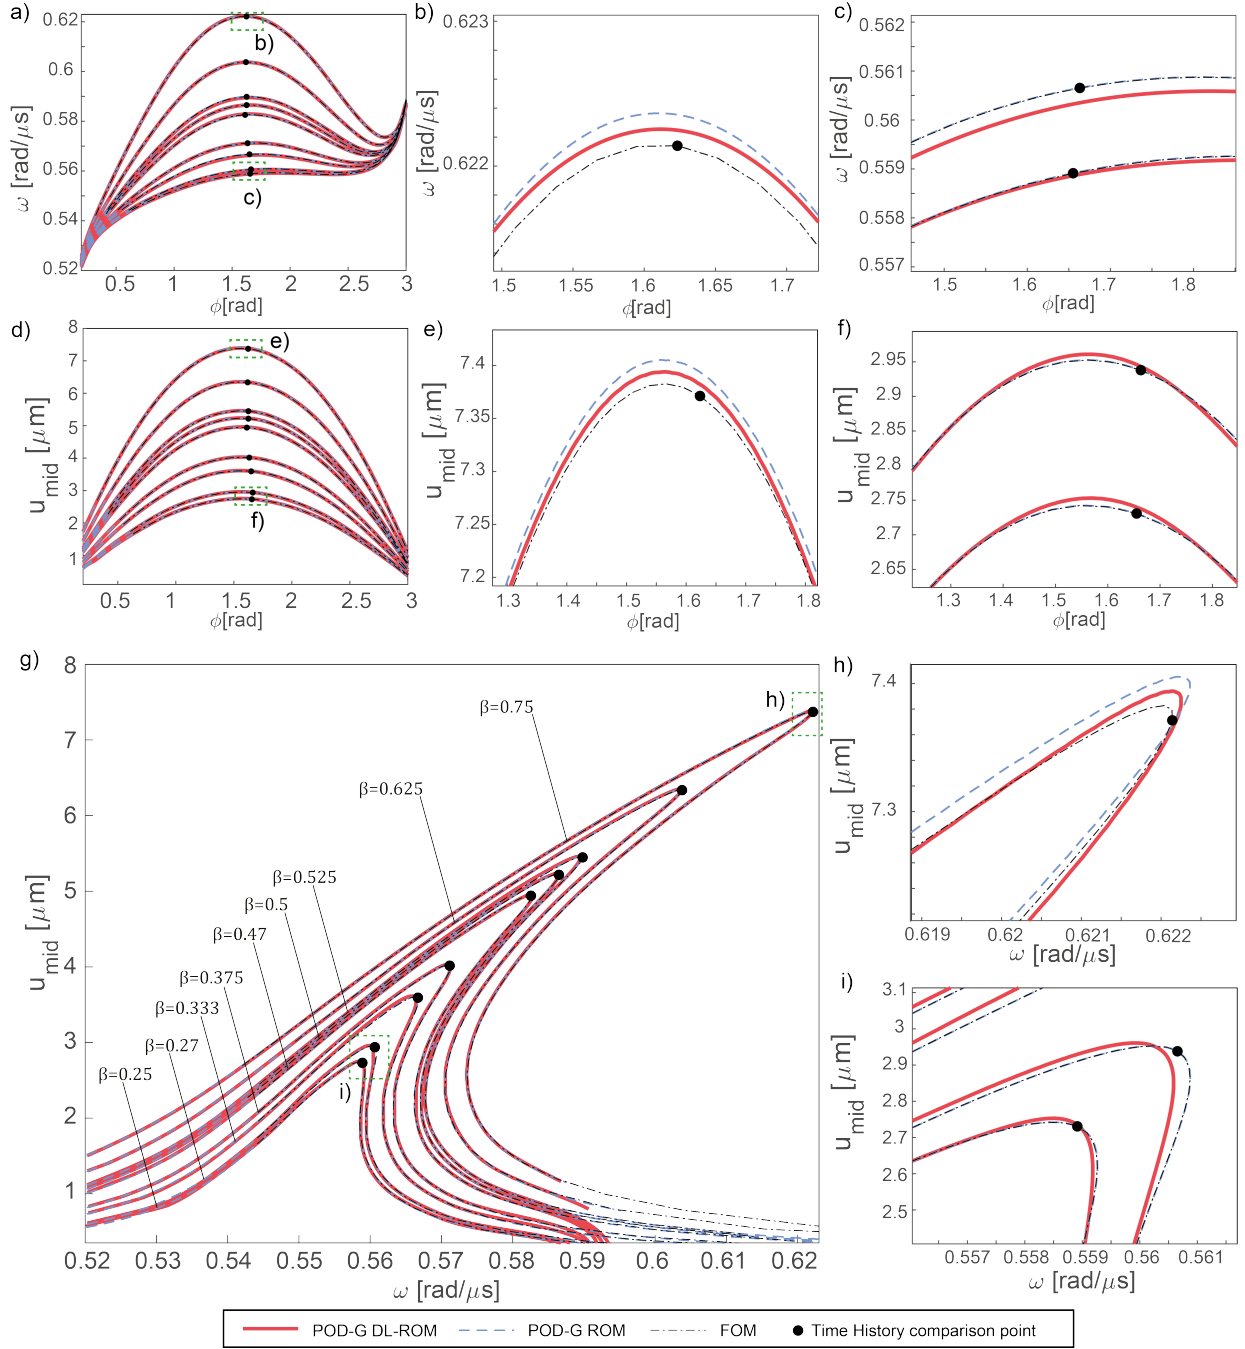 a)
0.62
0.6
0.58
0.56
0.54
0.52
ω [rad/μs]
b)
c)
0.5
1
1.5
2
2.5
3
ϕ[rad]
b)
0.623
0.622
ω [rad/μs]
1.5
1.55
1.6
1.65
1.7
ϕ[rad]
c)
0.562
0.561
0.56
0.559
0.558
0.557
ω [rad/μs]
1.5
1.6
1.7
1.8
ϕ[rad]
d)
8
7
6
5
4
3
2
1
u_mid [μm]
e)
f)
0.5
1
1.5
2
2.5
3
ϕ[rad]
e)
7.4
7.35
7.3
7.25
7.2
u_mid [μm]
1.3
1.4
1.5
1.6
1.7
1.8
ϕ[rad]
f)
2.95
2.9
2.85
2.8
2.75
2.7
2.65
u_mid [μm]
1.3
1.4
1.5
1.6
1.7
1.8
ϕ[rad]
g)
8
7
6
5
4
3
2
1
u_mid [μm]
h)
β=0.75
β=0.625
β=0.525
β=0.5
β=0.47
β=0.375
β=0.333
β=0.27
β=0.25
i)
0.52
0.53
0.54
0.55
0.56
0.57
0.58
0.59
0.6
0.61
0.62
ω [rad/μs]
h)
7.4
7.3
u_mid [μm]
0.619
0.62
0.621
0.622
ω [rad/μs]
i)
3.1
3
2.9
2.8
2.7
2.6
2.5
u_mid [μm]
0.557
0.558
0.559
0.56
0.561
ω [rad/μs]
POD-G DL-ROM
POD-G ROM
FOM
Time History comparison point